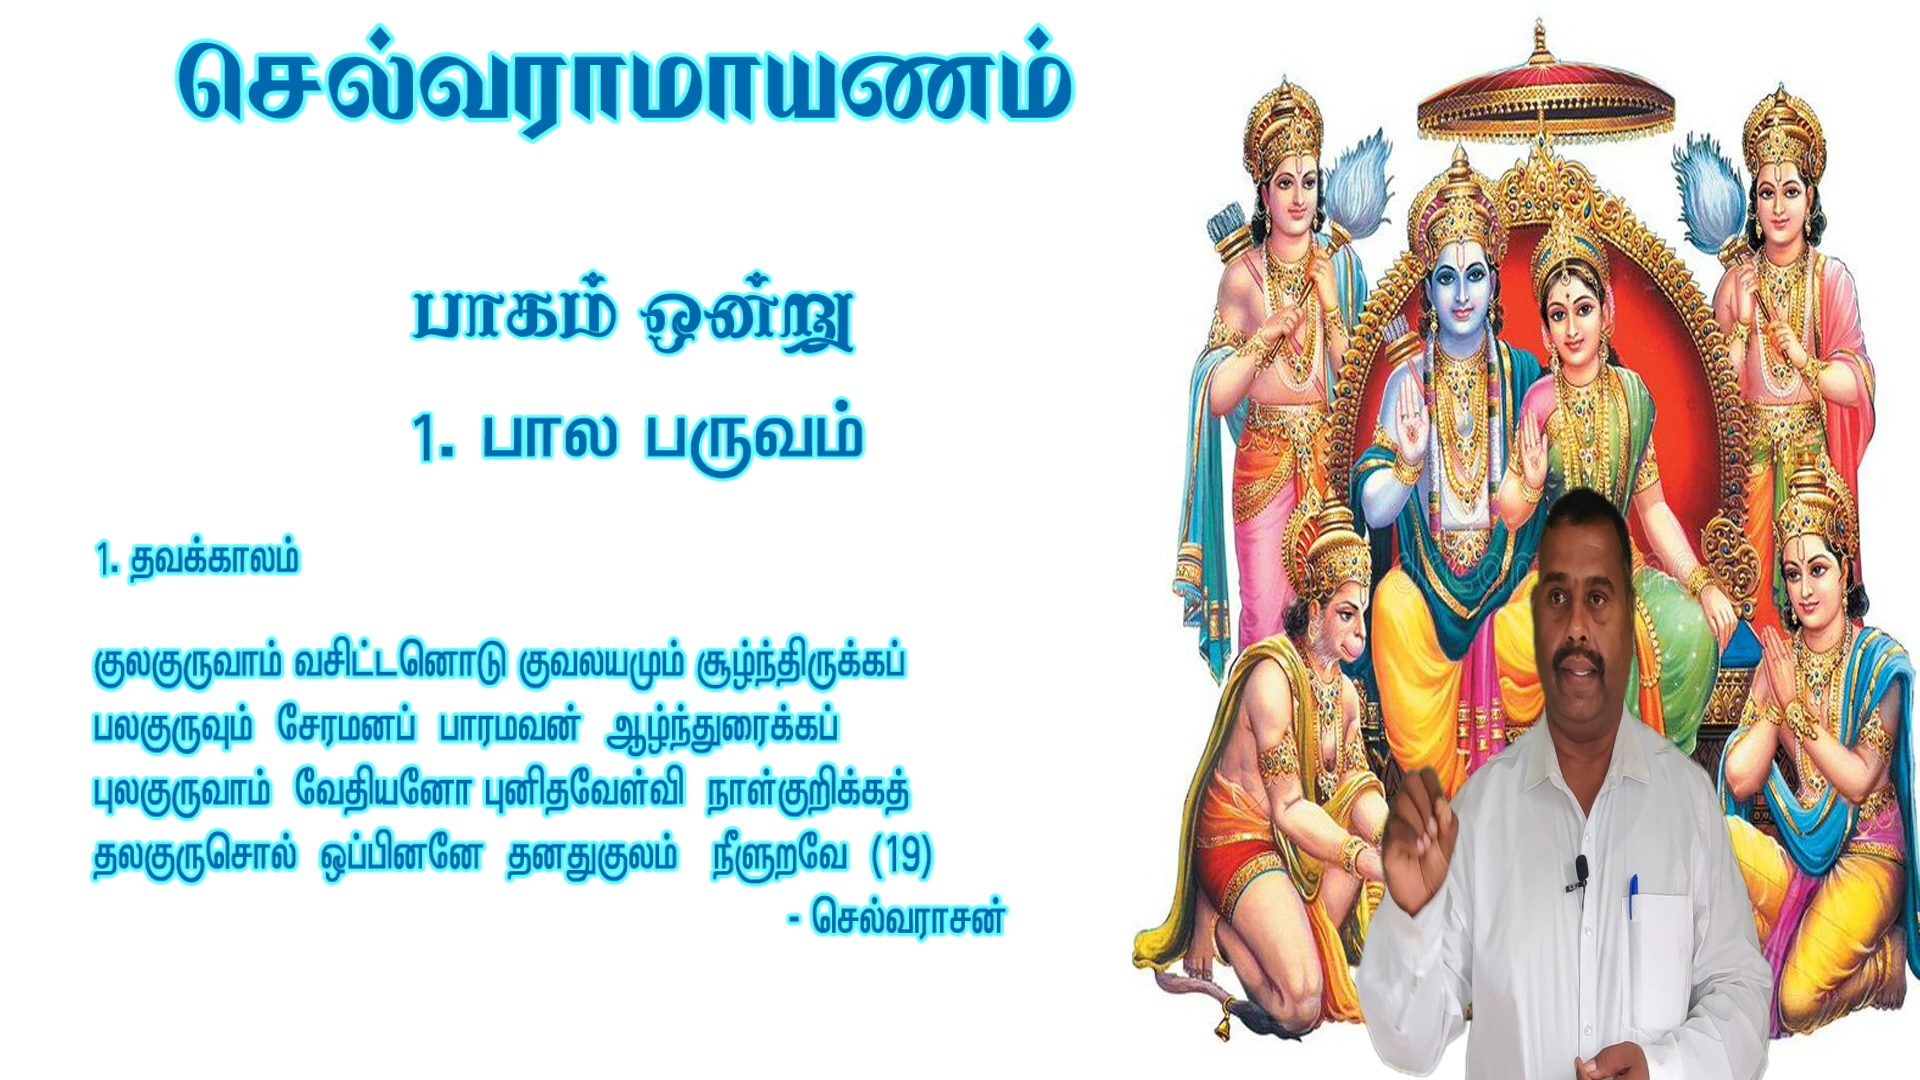 செல்வராமாயணம்
பாகம் ஒன்று
1. பால பருவம்
1. தவக்காலம்
குலகுருவாம் வசிட்டனொடு குவலயமும் சூழ்ந்திருக்கப்
பலகுருவும் சேரமனப் பாரமவன் ஆழ்ந்துரைக்கப்
புலகுருவாம் வேதியனோ புனிதவேள்வி நாள்குறிக்கத்
தலகுருசொல் ஒப்பினனே தனதுகுலம் நீளுறவே (19)
- செல்வராசன்